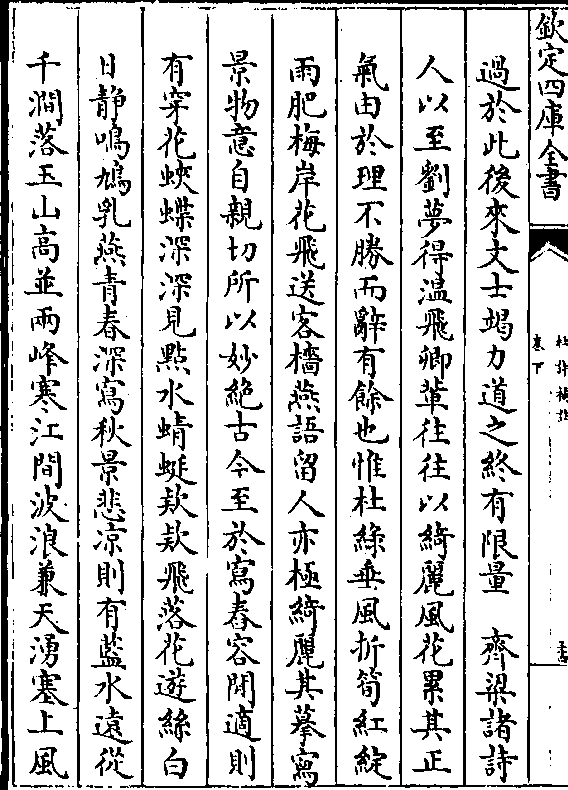 欽定四庫全書
過於此後來文士竭力道之終有限量　齊梁諸詩
人以至劉夢得温飛卿輩往往以綺麗風花累其正
氣由於理不勝而辭有餘也惟杜緑垂風折筍紅綻
雨肥梅岸花飛送客檣燕語留人亦極綺麗其摹寫
景物意自親切所以妙絶古今至於寫春容閒適則
有穿花蛺蝶深深見點水蜻蜓欵欵飛落花遊絲白
日静鳴鳩乳燕青春深寫秋景悲凉則有藍水遠從
千澗落玉山高並兩峰寒江間波浪兼天湧塞上風